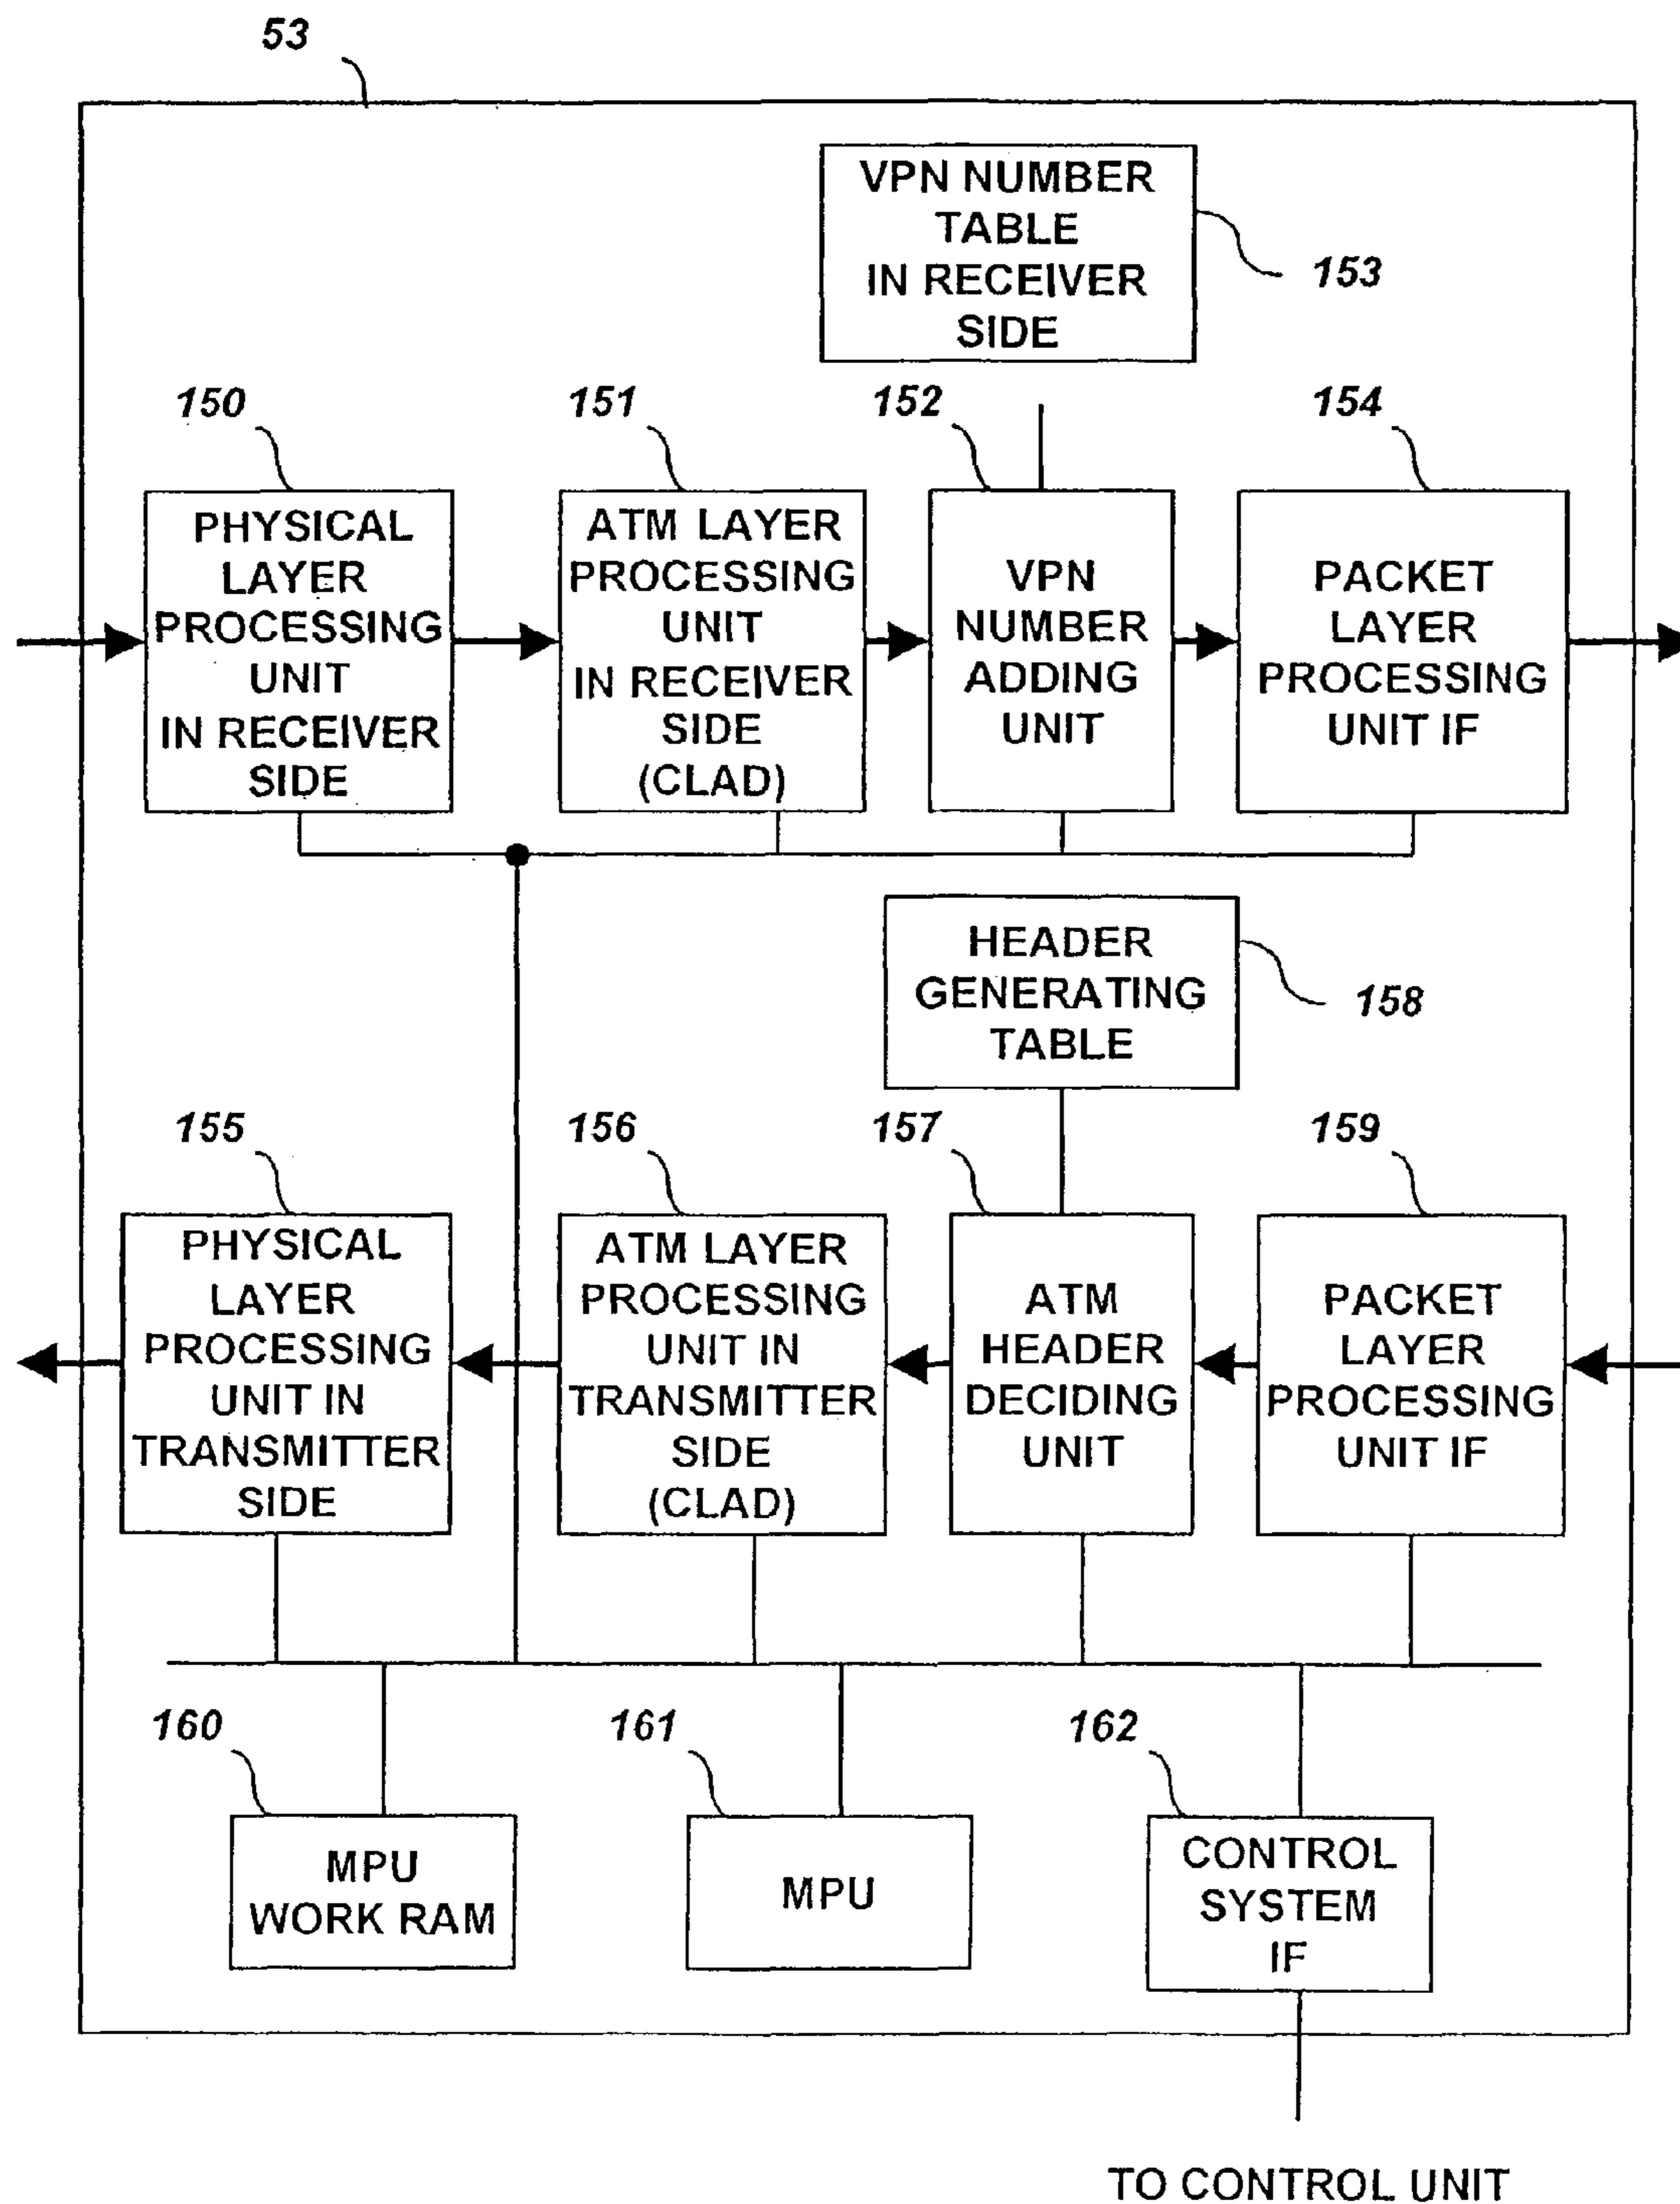 53
VPN NUMBER
TABLE
IN RECEIVER
SIDE
153
150
151
152
154
PHYSICAL
LAYER
PROCESSING
UNIT
IN RECEIVER
SIDE
ATM LAYER
PROCESSING
UNIT
IN RECEIVER
SIDE
(CLAD)
VPN
NUMBER
ADDING
UNIT
PACKET
LAYER
PROCESSING
UNIT IF
HEADER
GENERATING
TABLE
158
155
156
157
159
PHYSICAL
LAYER
PROCESSING
UNIT IN
TRANSMITTER
SIDE
ATM LAYER
PROCESSING
UNIT IN
TRANSMITTER
SIDE
(CLAD)
ATM
HEADER
DECIDING
UNIT
PACKET
LAYER
PROCESSING
UNIT IF
160
161
162
MPU
WORK RAM
MPU
CONTROL
SYSTEM
IF
TO CONTROL UNIT